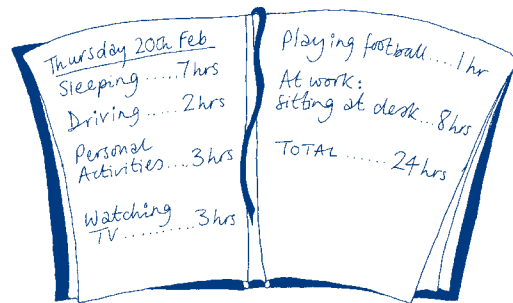 Thursday 20th Feb
Sleeping.....7hrs
Driving.....2hrs
Personal
Activities....3hrs
Watching
TV..........3hrs
Playing football....1hr
At work:
sitting at desk...8hrs
TOTAL......24hrs